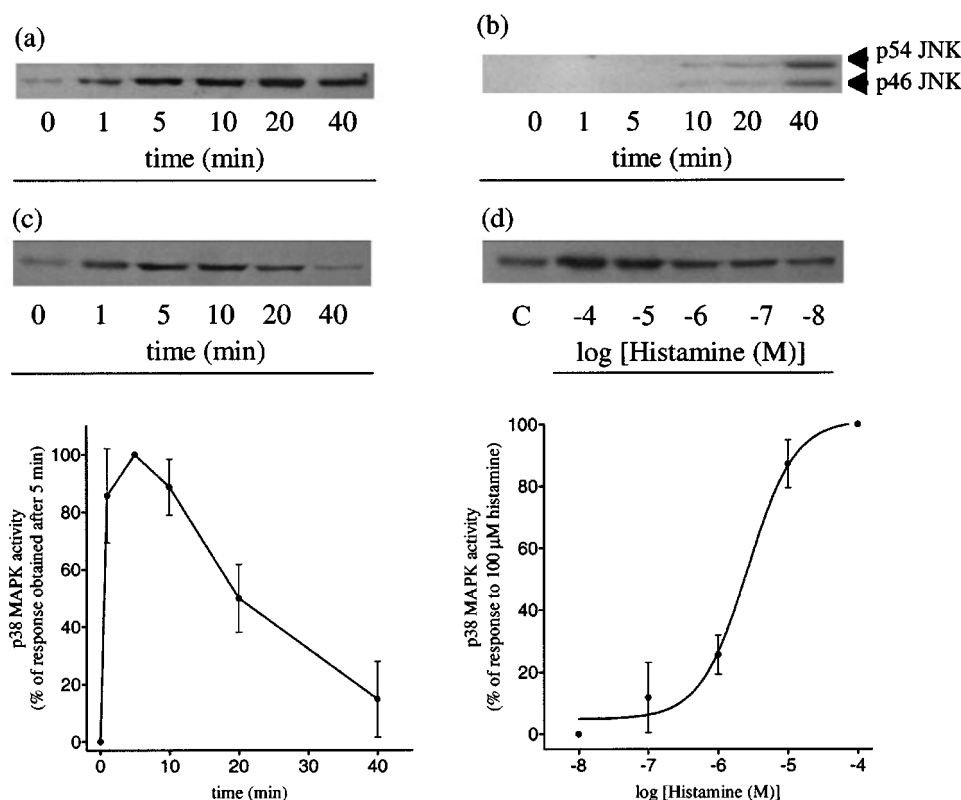 (a)
0 1 5 10 20 40
time (min)
(b)
p54 JNK
p46 JNK
0 1 5 10 20 40
time (min)
(c)
0 1 5 10 20 40
time (min)
(d)
C -4 -5 -6 -7 -8
log [Histamine (M)]
p38 MAPK activity
(% of response obtained after 5 min)
100
80
60
40
20
0
0 10 20 30 40
time (min)
p38 MAPK activity
(% of response to 100 μM histamine)
100
80
60
40
20
0
-8 -7 -6 -5 -4
log [Histamine (M)]